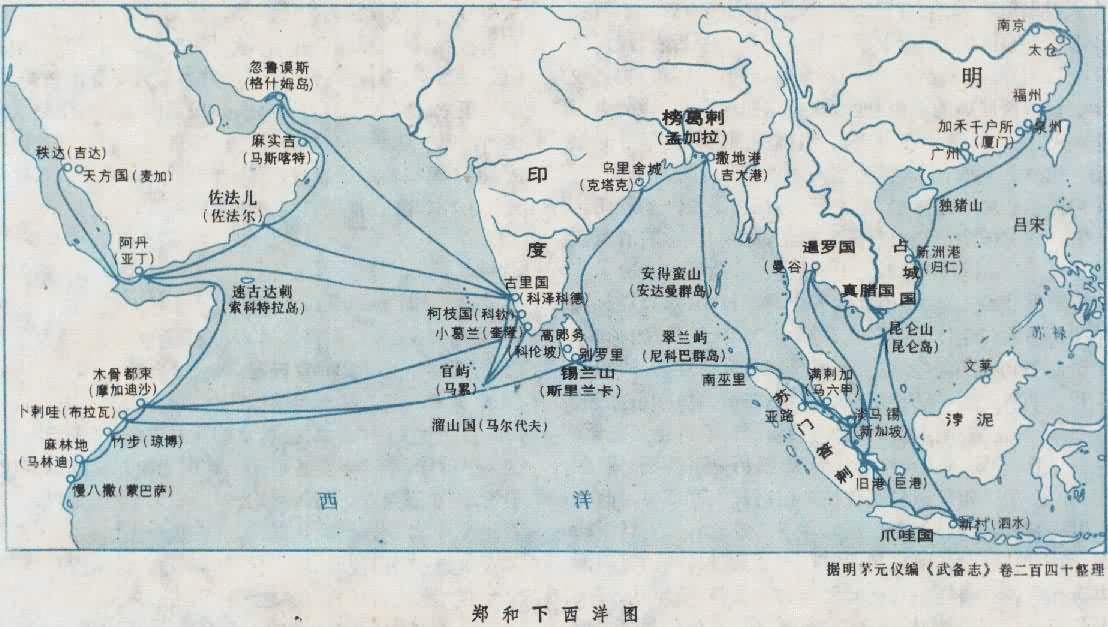 南京
太仓
明
福州
加禾千户所
(厦门)
泉州
广州
独猪山
吕宋
占
城
国
新洲港
(归仁)
暹罗国
(曼谷)
真腊国
昆仑山
昆仑岛
苏禄
文莱
浡泥
满剌加
(马六甲)
亚路
淡马锡
(新加坡)
苏
门
答
剌
旧港(巨港)
新村(泗水)
爪哇国
南巫里
榜葛剌
(孟加拉)
撒地港
(吉大港)
乌里舍城
(克塔克)
安得蛮山
(安达曼群岛)
翠兰屿
(尼科巴群岛)
印
度
古里国
(科泽科德)
柯枝国(科钦)
小葛兰(奎隆)
高郎务
(科伦坡)
别罗里
锡兰山
(斯里兰卡)
官屿
(马累)
溜山国(马尔代夫)
忽鲁谟斯
(格什姆岛)
麻实吉
(马斯喀特)
秩达(吉达)
天方国(麦加)
佐法儿
(佐法尔)
阿丹
(亚丁)
速古达剌
(索科特拉岛)
木骨都束
(摩加迪沙)
卜剌哇(布拉瓦)
竹步(琼博)
麻林地
(马林迪)
慢八撒(蒙巴萨)
西
洋
据明茅元仪编《武备志》卷二百四十整理
郑和下西洋图